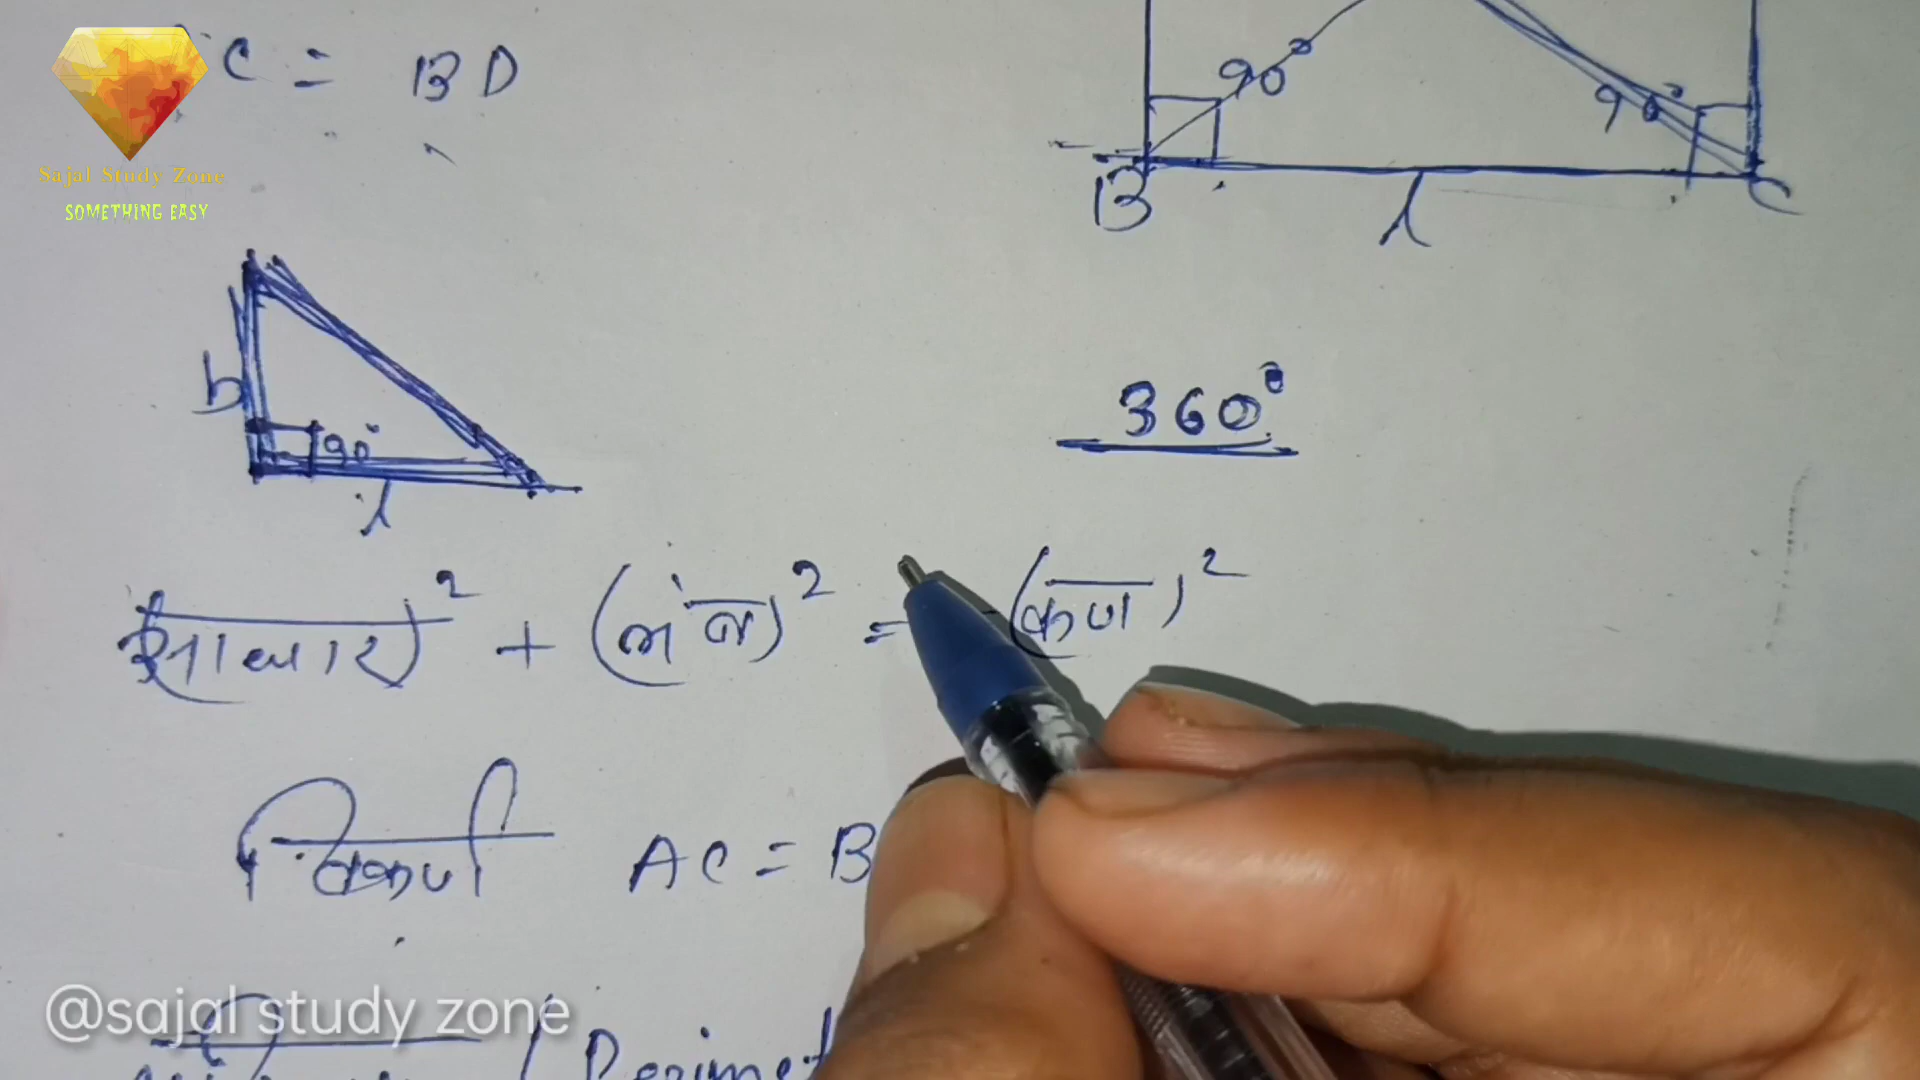 C = BD
90°
90°
Sajal Study Zone
SOMETHING EASY
B
l
C
b
90°
l
360°
(आधार)² + (लंब)² = (कर्ण)²
विकर्ण AC = B
@sajal study zone
(Perimet